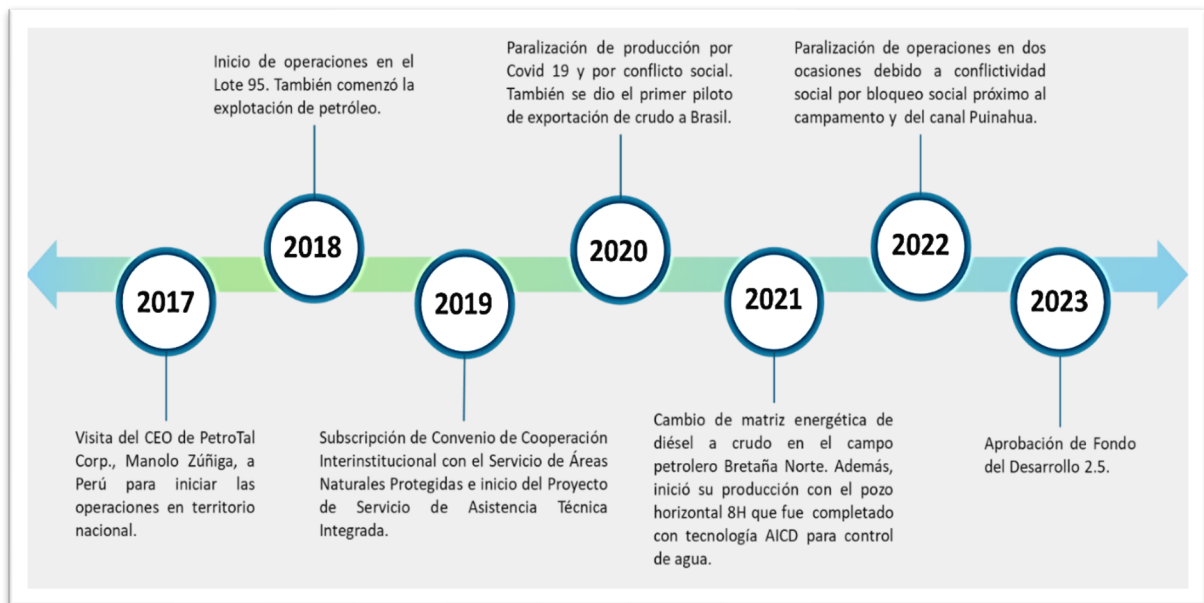 2017
Visita del CEO de PetroTal
Corp., Manolo Zúñiga, a
Perú para iniciar las
operaciones en territorio
nacional.
Inicio de operaciones en el
Lote 95. También comenzó la
explotación de petróleo.
2018
2019
Subscripción de Convenio de Cooperación
Interinstitucional con el Servicio de Áreas
Naturales Protegidas e inicio del Proyecto
de Servicio de Asistencia Técnica
Integrada.
Paralización de producción por
Covid 19 y por conflicto social.
También se dio el primer piloto
de exportación de crudo a Brasil.
2020
2021
Cambio de matriz energética de
diésel a crudo en el campo
petrolero Bretaña Norte. Además,
inició su producción con el pozo
horizontal 8H que fue completado
con tecnología AICD para control
de agua.
Paralización de operaciones en dos
ocasiones debido a conflictividad
social por bloqueo social próximo al
campamento y del canal Puinahua.
2022
2023
Aprobación de Fondo
del Desarrollo 2.5.